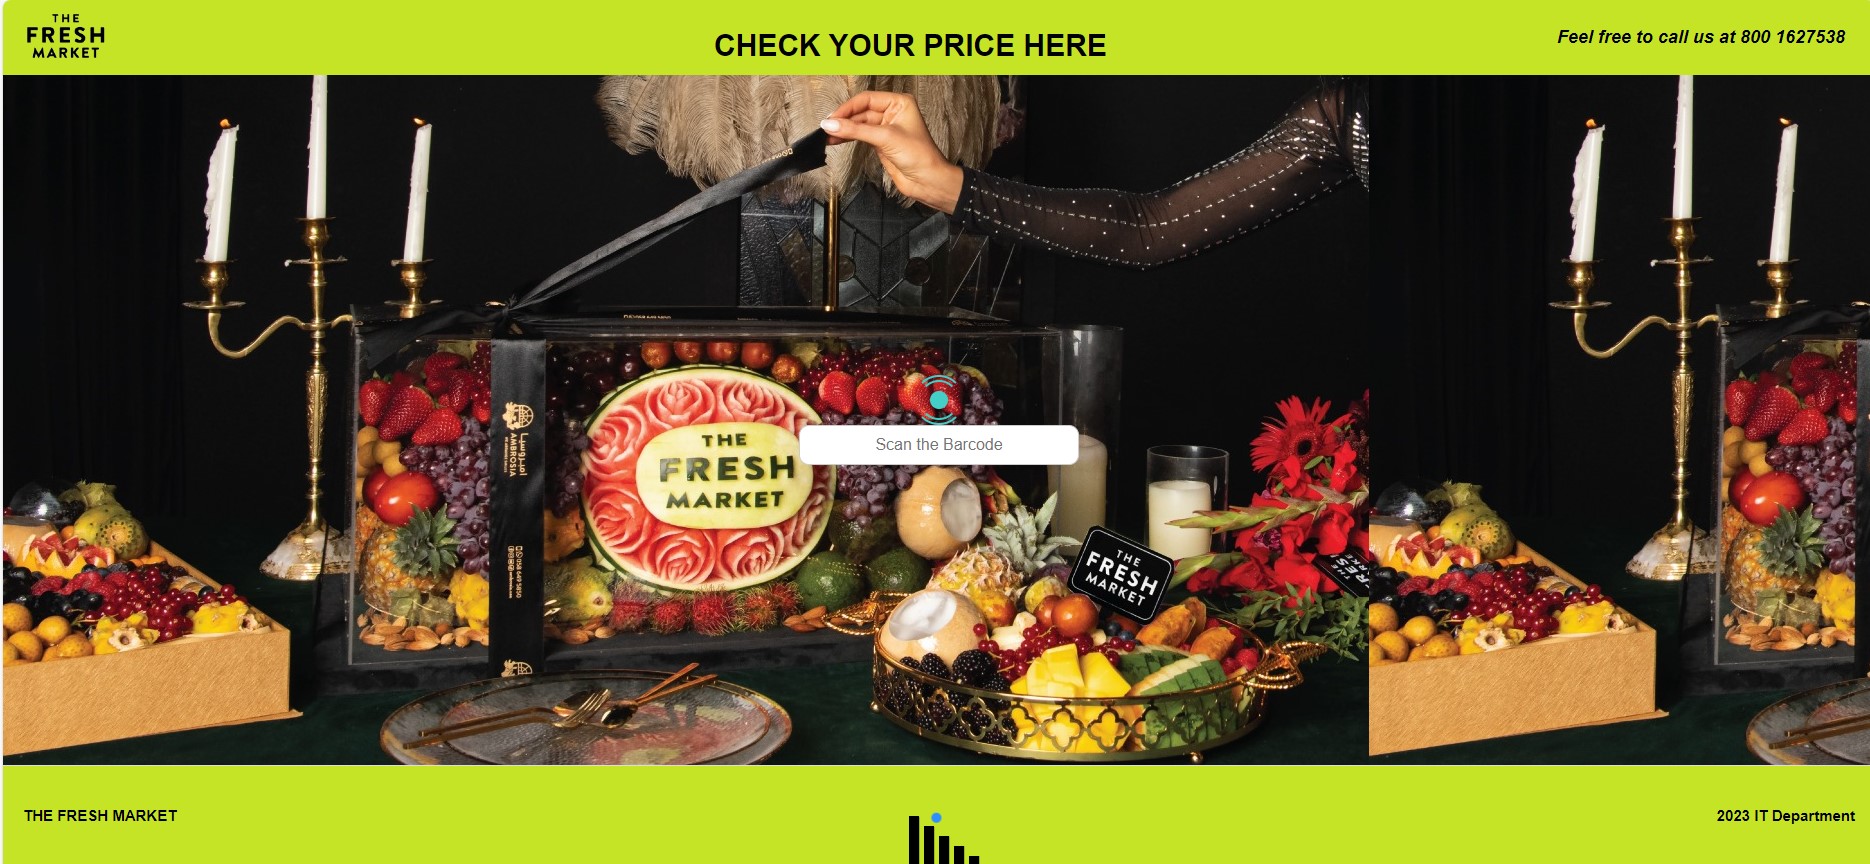 THE
FRESH
MARKET
CHECK YOUR PRICE HERE
Feel free to call us at 800 1627538
امبروسيا
AMBROSIA
THE
FRESH
MARKET
Scan the Barcode
THE
FRESH
MARKET
THE FRESH MARKET
2023 IT Department